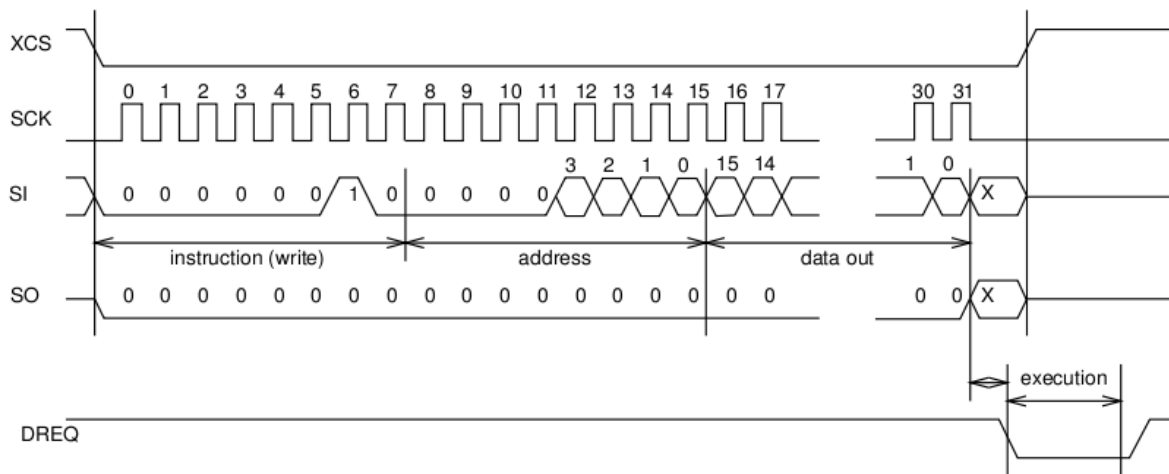 XCS
0 1 2 3 4 5 6 7 8 9 10 11 12 13 14 15 16 17 30 31
SCK
3 2 1 0 15 14 1 0
SI 0 0 0 0 0 0 1 0 0 0 0 0 X
instruction (write) address data out
SO 0 0 0 0 0 0 0 0 0 0 0 0 0 0 0 0 0 0 0 0 X
execution
DREQ